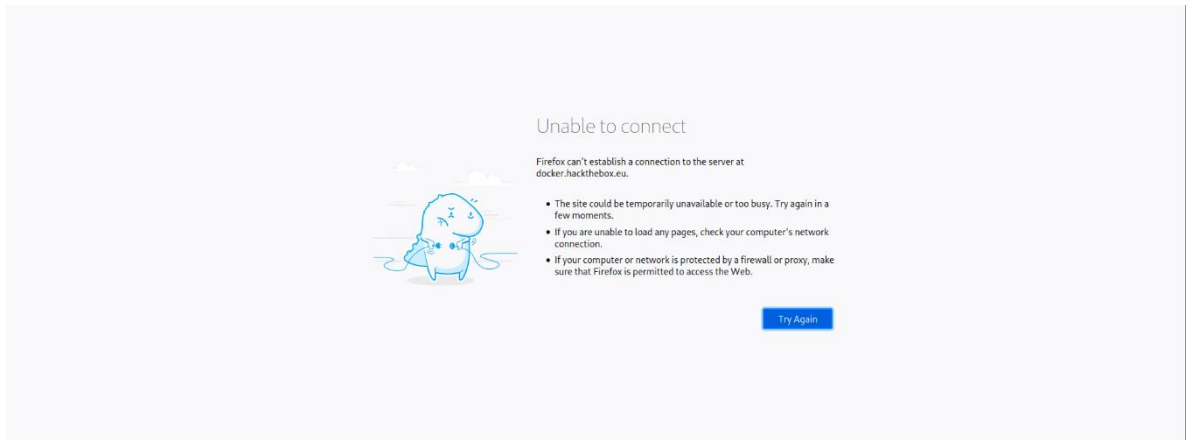 Unable to connect
Firefox can’t establish a connection to the server at
docker.hackthebox.eu.
• The site could be temporarily unavailable or too busy. Try again in a
few moments.
• If you are unable to load any pages, check your computer’s network
connection.
• If your computer or network is protected by a firewall or proxy, make
sure that Firefox is permitted to access the Web.
Try Again